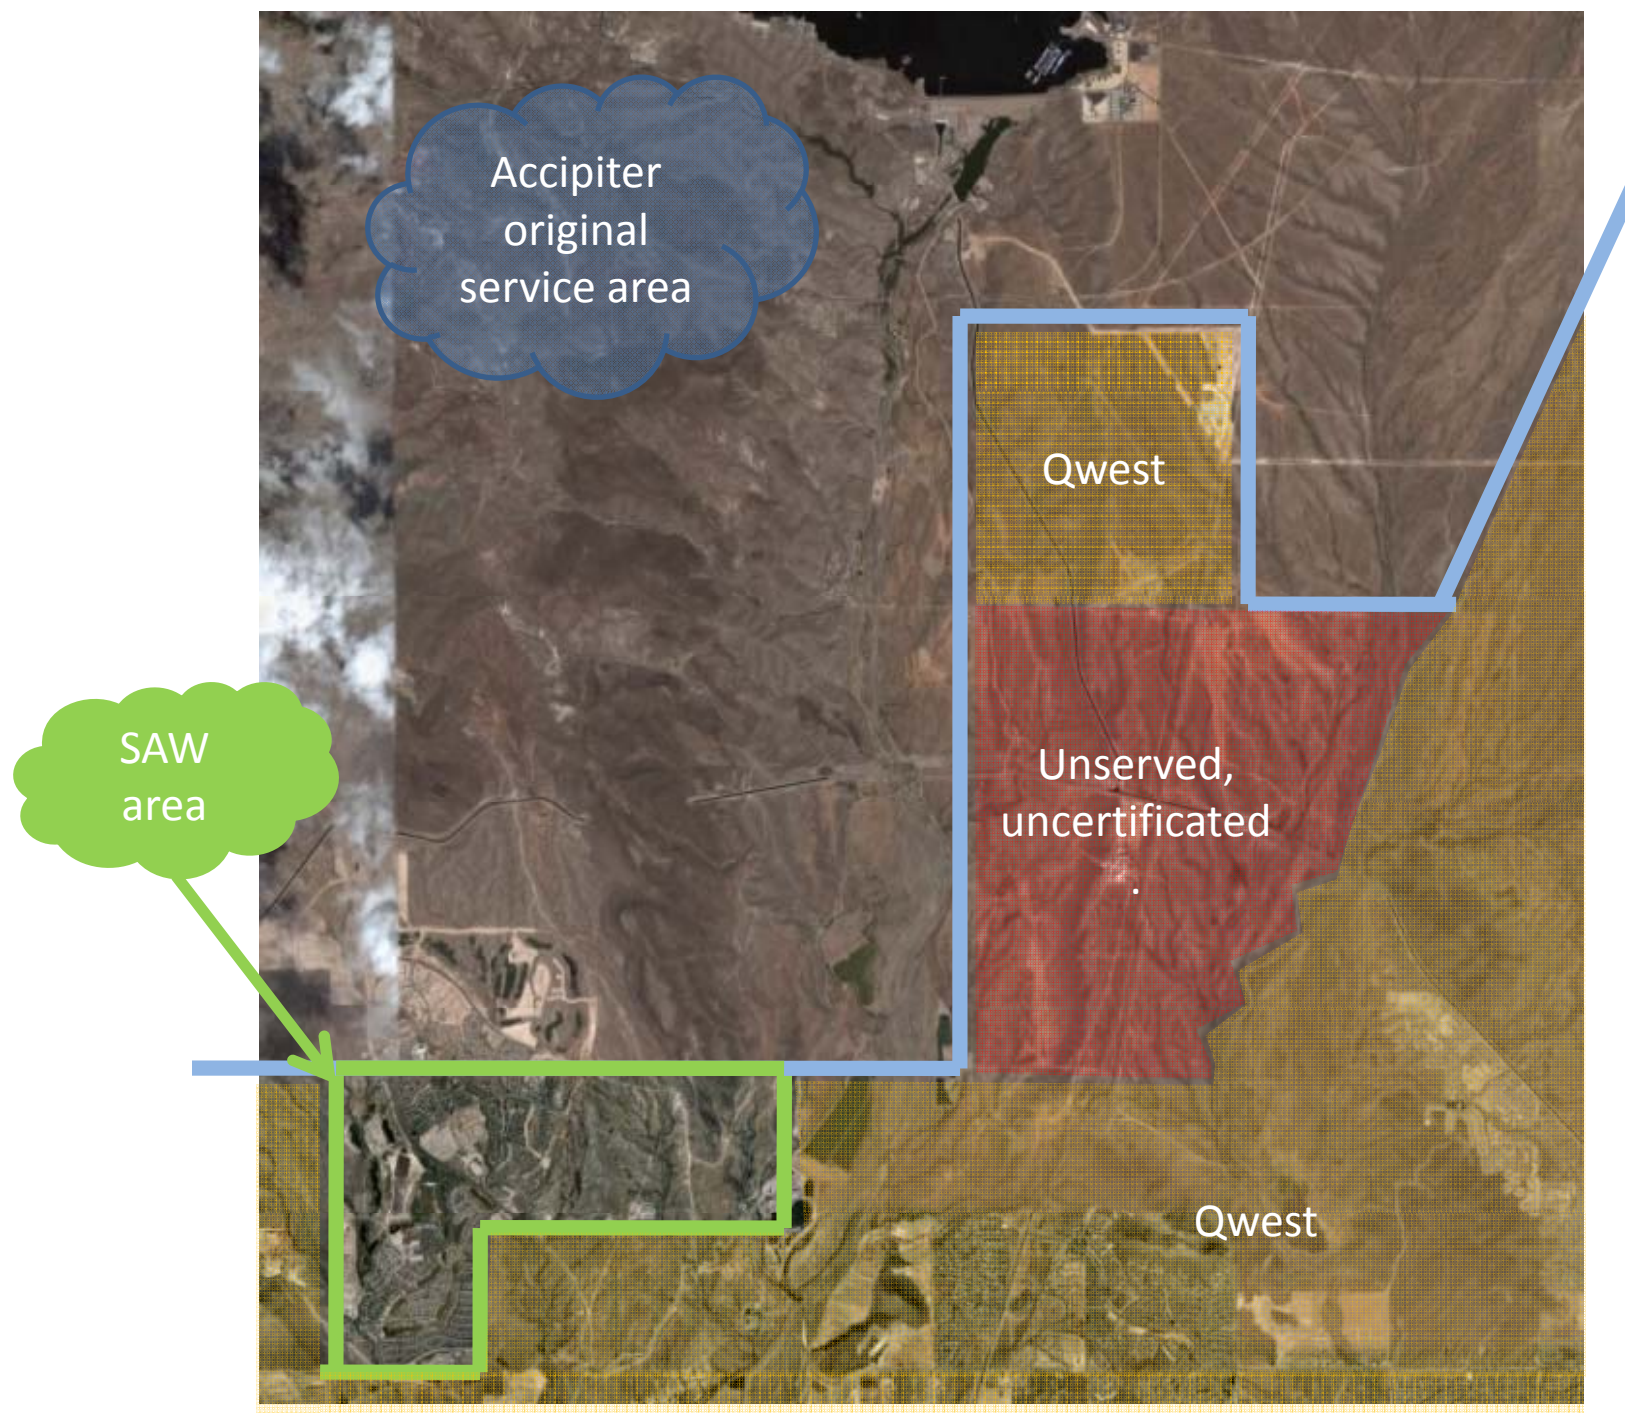 Accipiter
original
service area
Qwest
SAW
area
Unserved,
uncertificated
.
Qwest